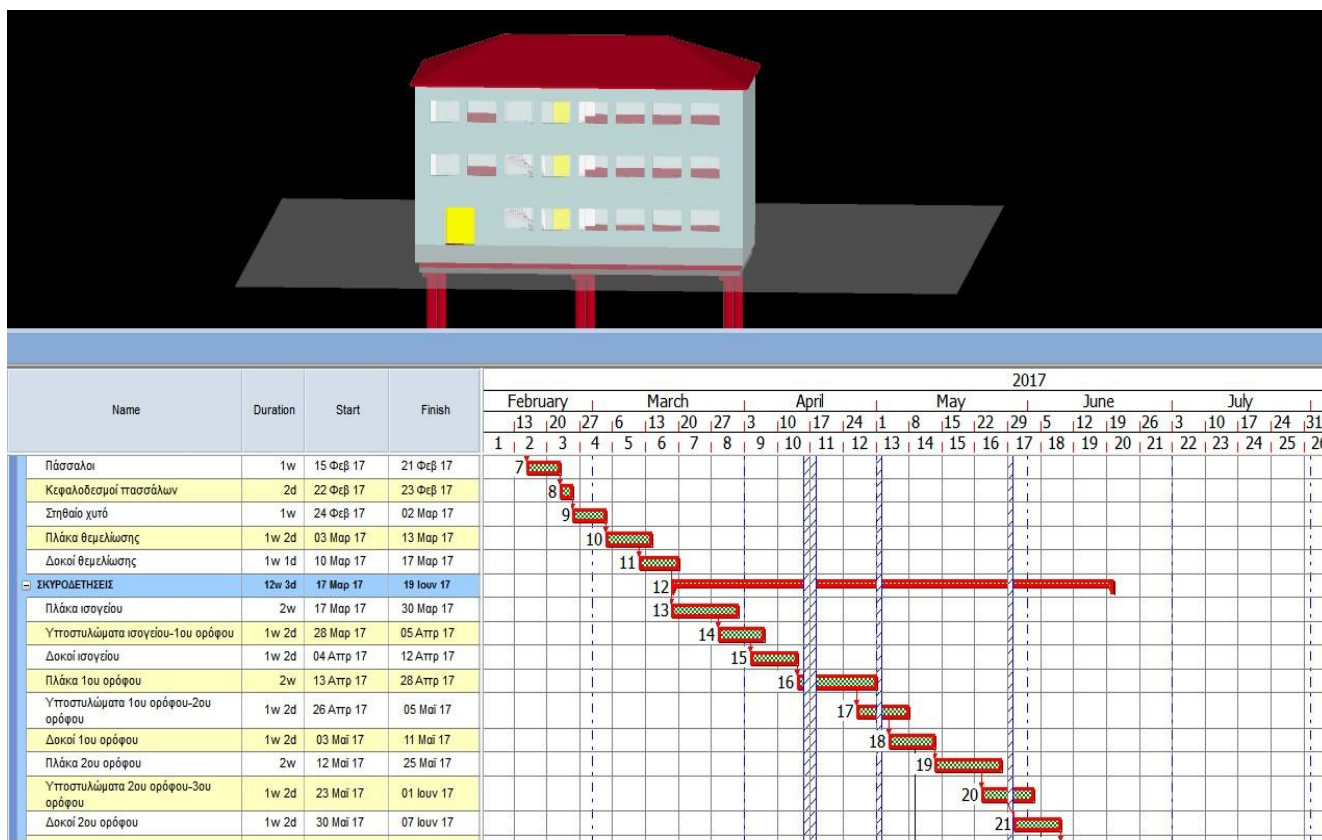 2017
Name Duration Start Finish February March April May June July
13 20 27 6 13 20 27 3 10 17 24 1 8 15 22 29 5 12 19 26 3 10 17 24 31
1 2 3 4 5 6 7 8 9 10 11 12 13 14 15 16 17 18 19 20 21 22 23 24 25
Πάσσαλοι 1w 15 Φεβ 17 21 Φεβ 17 7
Κεφαλοδεσμοί πασσάλων 2d 22 Φεβ 17 23 Φεβ 17 8
Στηθαίο χυτό 1w 24 Φεβ 17 02 Μαρ 17 9
Πλάκα θεμελίωσης 1w 2d 03 Μαρ 17 13 Μαρ 17 10
Δοκοί θεμελίωσης 1w 1d 10 Μαρ 17 17 Μαρ 17 11
ΣΚΥΡΟΔΕΤΗΣΕΙΣ 12w 3d 17 Μαρ 17 19 Ιουν 17 12
Πλάκα ισογείου 2w 17 Μαρ 17 30 Μαρ 17 13
Υποστυλώματα ισογείου-1ου ορόφου 1w 2d 28 Μαρ 17 05 Απρ 17 14
Δοκοί ισογείου 1w 2d 04 Απρ 17 12 Απρ 17 15
Πλάκα 1ου ορόφου 2w 13 Απρ 17 28 Απρ 17 16
Υποστυλώματα 1ου ορόφου-2ου
ορόφου 1w 2d 26 Απρ 17 05 Μαϊ 17 17
Δοκοί 1ου ορόφου 1w 2d 03 Μαϊ 17 11 Μαϊ 17 18
Πλάκα 2ου ορόφου 2w 12 Μαϊ 17 25 Μαϊ 17 19
Υποστυλώματα 2ου ορόφου-3ου
ορόφου 1w 2d 23 Μαϊ 17 01 Ιουν 17 20
Δοκοί 2ου ορόφου 1w 2d 30 Μαϊ 17 07 Ιουν 17 21